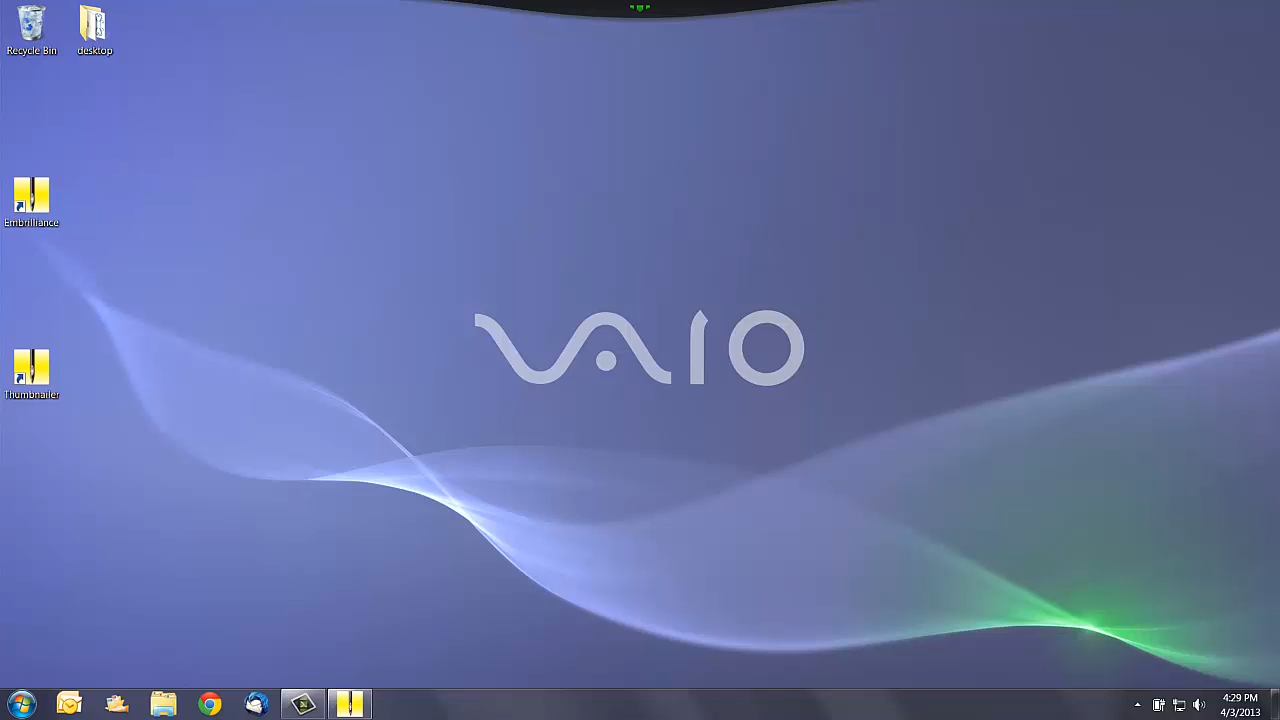 Recycle Bin
desktop
VAIO
Embrilliance
Thumbnailer
4:29 PM
4/3/2013